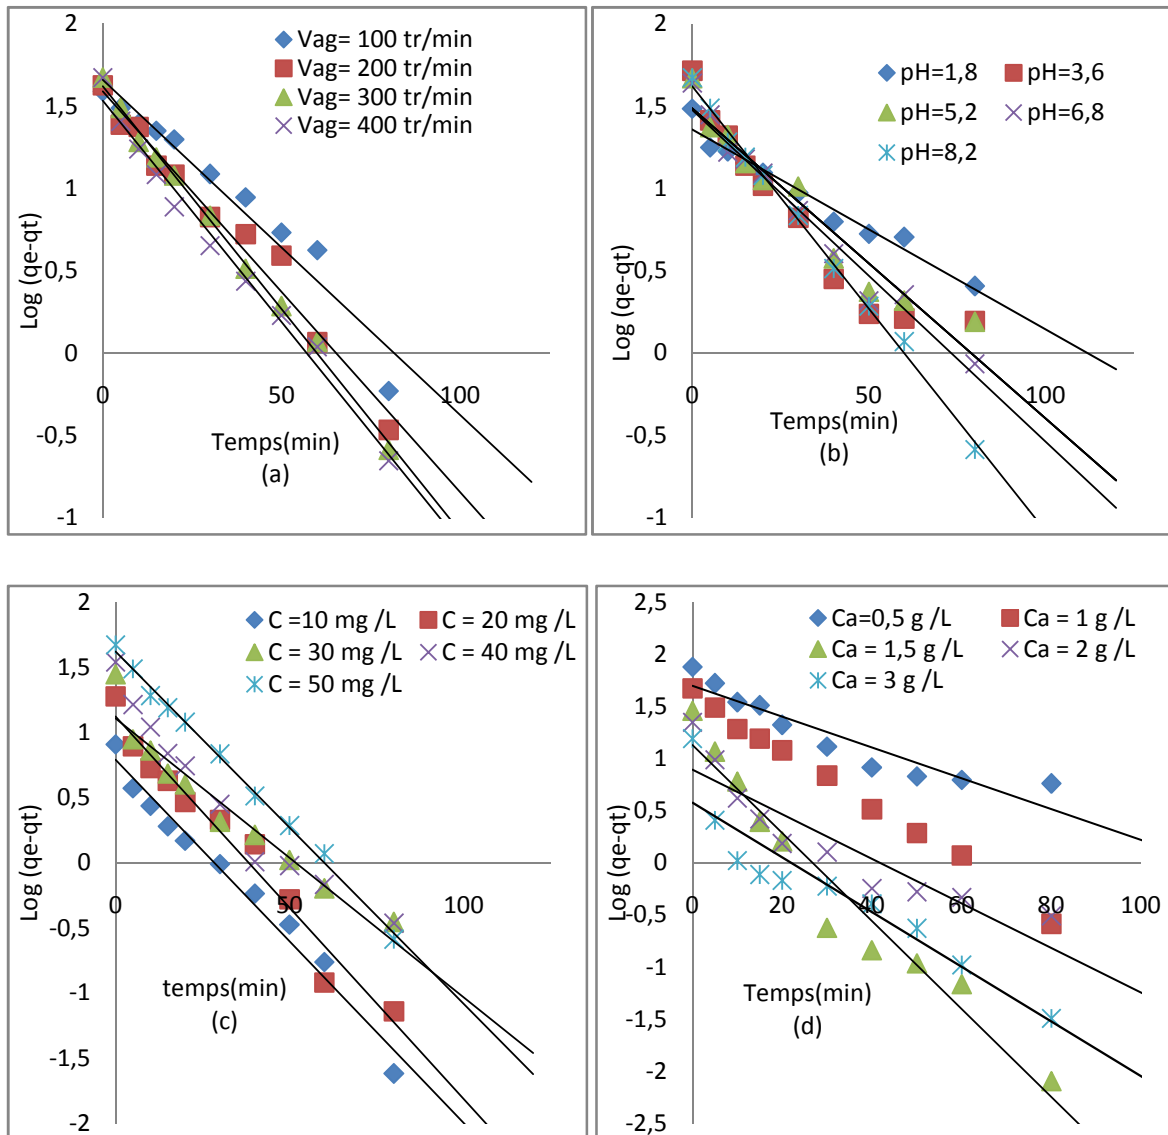 2
1,5
1
0,5
0
-0,5
-1
0
50
100
Log (qe-qt)
Temps(min)
(a)
Vag= 100 tr/min
Vag= 200 tr/min
Vag= 300 tr/min
Vag= 400 tr/min
2
1,5
1
0,5
0
-0,5
-1
0
50
100
Log (qe-qt)
Temps(min)
(b)
pH=1,8 pH=3,6
pH=5,2 pH=6,8
pH=8,2
2
1,5
1
0,5
0
-0,5
-1
-1,5
-2
0
50
100
Log (qe-qt)
temps(min)
(c)
C =10 mg /L C = 20 mg /L
C = 30 mg /L C = 40 mg /L
C = 50 mg /L
2,5
2
1,5
1
0,5
0
-0,5
-1
-1,5
-2
-2,5
0
20
40
60
80
100
Log (qe-qt)
Temps(min)
(d)
Ca=0,5 g /L Ca = 1 g /L
Ca = 1,5 g /L Ca = 2 g /L
Ca = 3 g /L